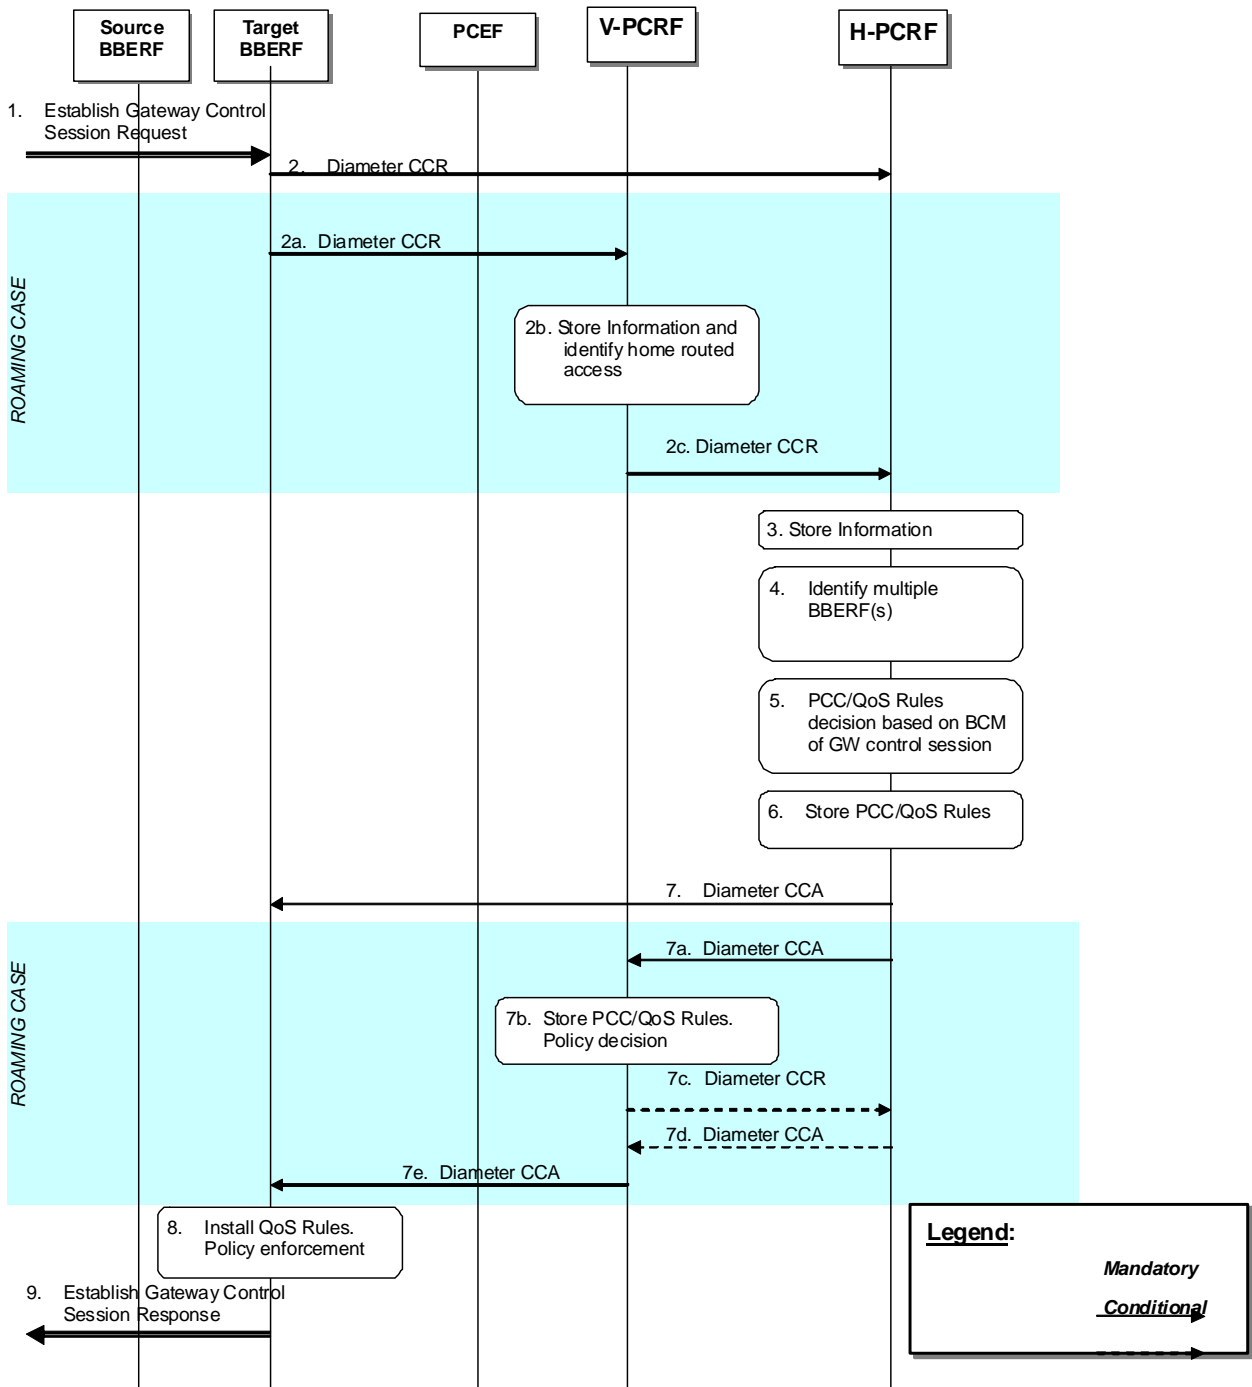 Source
BBERF
Target
BBERF
PCEF
V-PCRF
H-PCRF
1. Establish Gateway Control
Session Request
2. Diameter CCR
ROAMING CASE
2a. Diameter CCR
2b. Store Information and
identify home routed
access
2c. Diameter CCR
3. Store Information
4. Identify multiple
BBERF(s)
5. PCC/QoS Rules
decision based on BCM
of GW control session
6. Store PCC/QoS Rules
7. Diameter CCA
ROAMING CASE
7a. Diameter CCA
7b. Store PCC/QoS Rules.
Policy decision
7c. Diameter CCR
7d. Diameter CCA
7e. Diameter CCA
8. Install QoS Rules.
Policy enforcement
9. Establish Gateway Control
Session Response
Legend:
Mandatory
Conditional